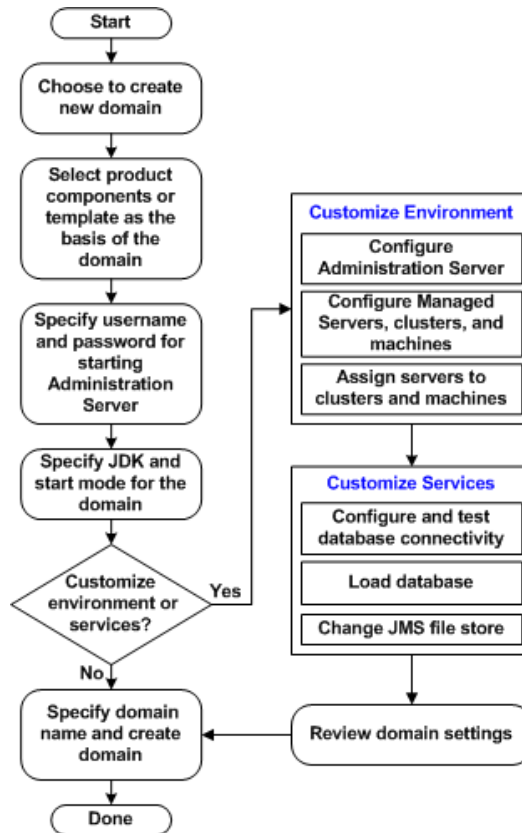 Start
Choose to create
new domain
Select product
components or
template as the
basis of the
domain
Specify username
and password for
starting
Administration
Server
Specify JDK and
start mode for the
domain
Customize
environment or
services?
Yes
No
Specify domain
name and create
domain
Done
Customize Environment
Configure
Administration Server
Configure Managed
Servers, clusters, and
machines
Assign servers to
clusters and machines
Customize Services
Configure and test
database connectivity
Load database
Change JMS file store
Review domain settings